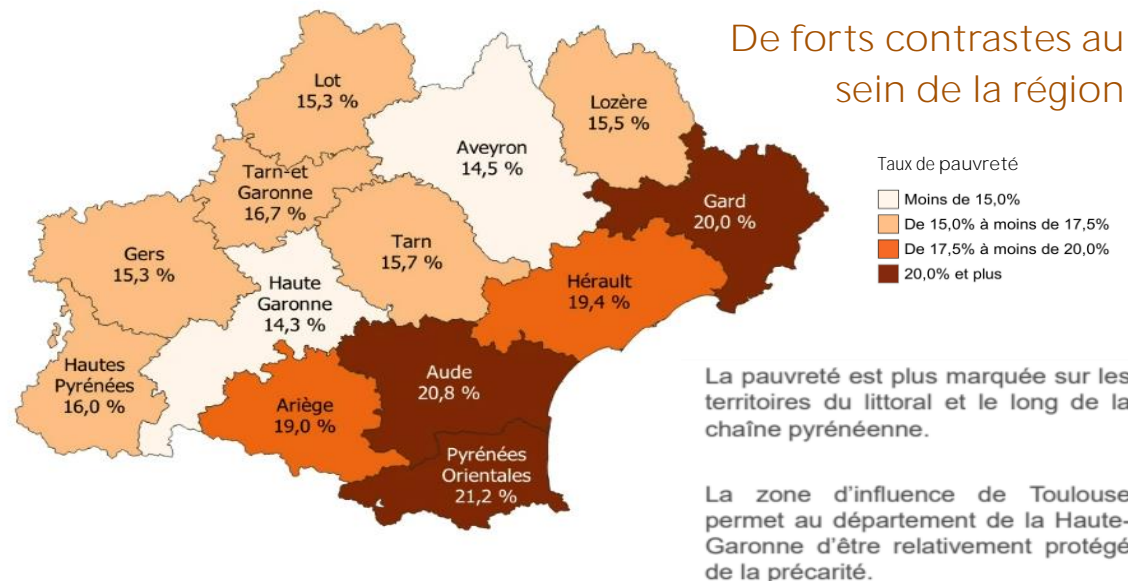 De forts contrastes au
sein de la région
Lot
15,3 %
Lozère
15,5 %
Aveyron
14,5 %
Tarn-et
Garonne
16,7 %
Gard
20,0 %
Gers
15,3 %
Tarn
15,7 %
Haute
Garonne
14,3 %
Hérault
19,4 %
Hautes
Pyrénées
16,0 %
Ariège
19,0 %
Aude
20,8 %
Pyrénées
Orientales
21,2 %
Taux de pauvreté
Moins de 15,0%
De 15,0% à moins de 17,5%
De 17,5% à moins de 20,0%
20,0% et plus
La pauvreté est plus marquée sur les
territoires du littoral et le long de la
chaîne pyrénéenne.
La zone d'influence de Toulouse
permet au département de la Haute-
Garonne d'être relativement protégé
de la précarité.